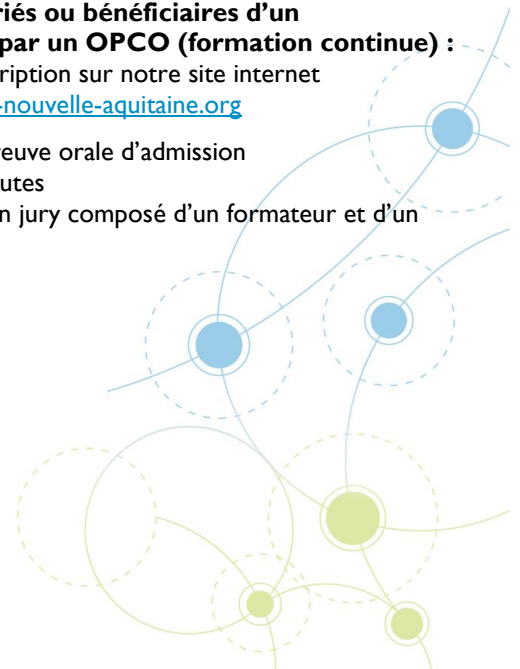 riés ou bénéficiaires d’un
par un OPCO (formation continue) :
cription sur notre site internet
-nouvelle-aquitaine.org
reuve orale d’admission
utes
n jury composé d’un formateur et d’un